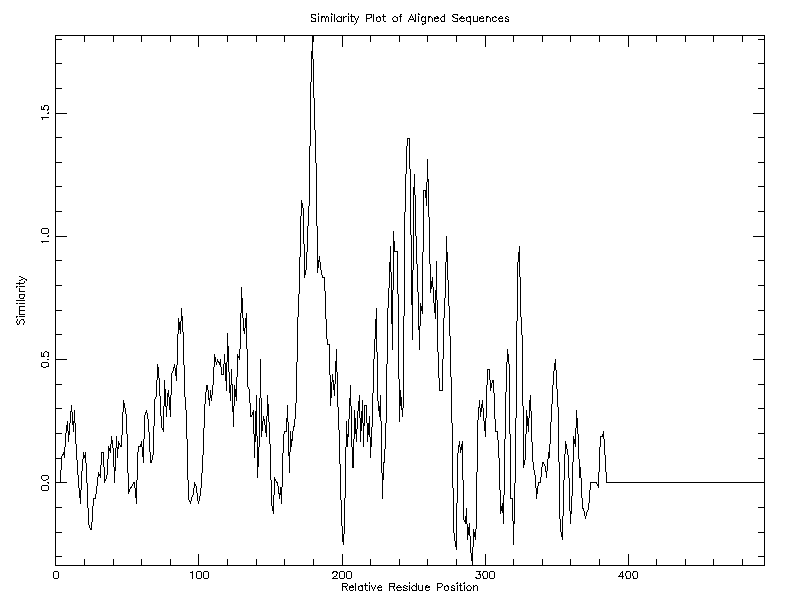 Similarity Plot of Aligned Sequences
1.5
1.0
0.5
0.0
Similarity
0 100 200 300 400
Relative Residue Position